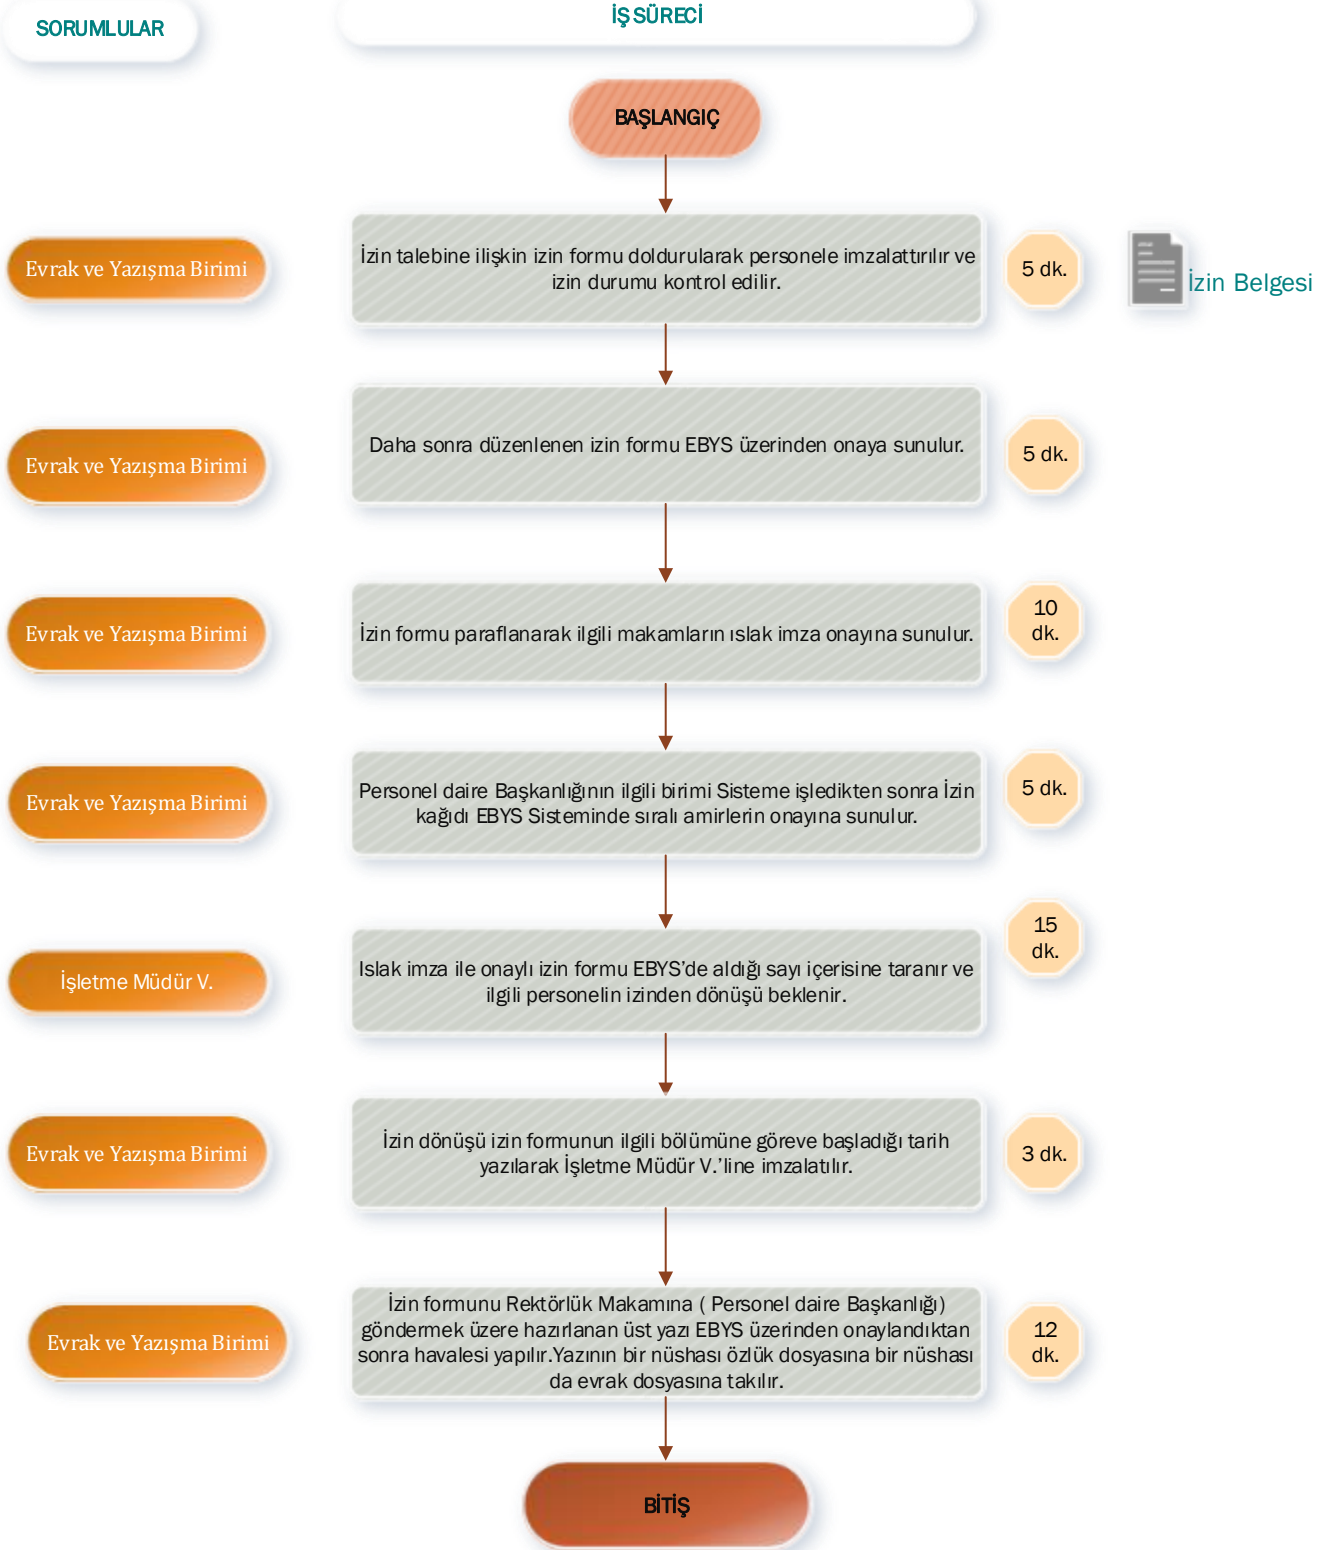 SORUMLULAR
İŞ SÜRECİ
BAŞLANGIÇ
Evrak ve Yazışma Birimi
İzin talebine ilişkin izin formu doldurularak personele imzalattırılır ve
izin durumu kontrol edilir.
5 dk.
İzin Belgesi
Evrak ve Yazışma Birimi
Daha sonra düzenlenen izin formu EBYS üzerinden onaya sunulur.
5 dk.
Evrak ve Yazışma Birimi
İzin formu paraflanarak ilgili makamların ıslak imza onayına sunulur.
10
dk.
Evrak ve Yazışma Birimi
Personel daire Başkanlığının ilgili birimi Sisteme işledikten sonra İzin
kağıdı EBYS Sisteminde sıralı amirlerin onayına sunulur.
5 dk.
İşletme Müdür V.
Islak imza ile onaylı izin formu EBYS’de aldığı sayı içerisine taranır ve
ilgili personelin izinden dönüşü beklenir.
15
dk.
Evrak ve Yazışma Birimi
İzin dönüşü izin formunun ilgili bölümüne göreve başladığı tarih
yazılarak İşletme Müdür V.’line imzalatılır.
3 dk.
Evrak ve Yazışma Birimi
İzin formunu Rektörlük Makamına ( Personel daire Başkanlığı)
göndermek üzere hazırlanan üst yazı EBYS üzerinden onaylandıktan
sonra havalesi yapılır.Yazının bir nüshası özlük dosyasına bir nüshası
da evrak dosyasına takılır.
12
dk.
BİTİŞ